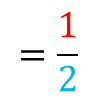 = 1/2